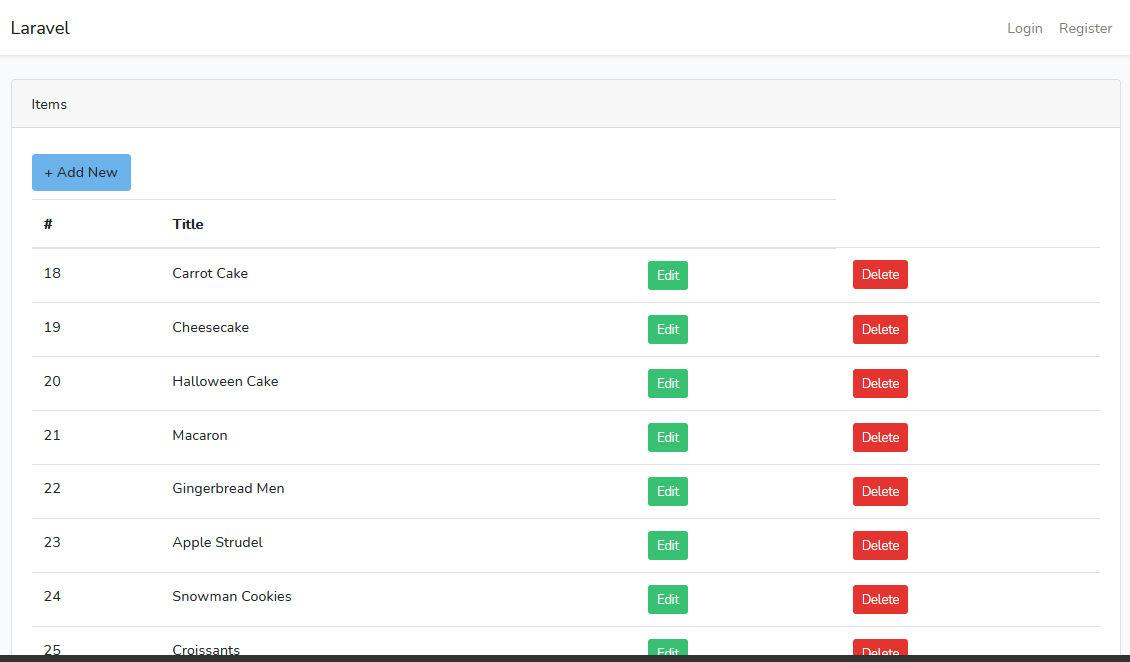 Laravel Login Register
Items
+ Add New
# Title
18 Carrot Cake Edit Delete
19 Cheesecake Edit Delete
20 Halloween Cake Edit Delete
21 Macaron Edit Delete
22 Gingerbread Men Edit Delete
23 Apple Strudel Edit Delete
24 Snowman Cookies Edit Delete
25 Croissants Edit Delete